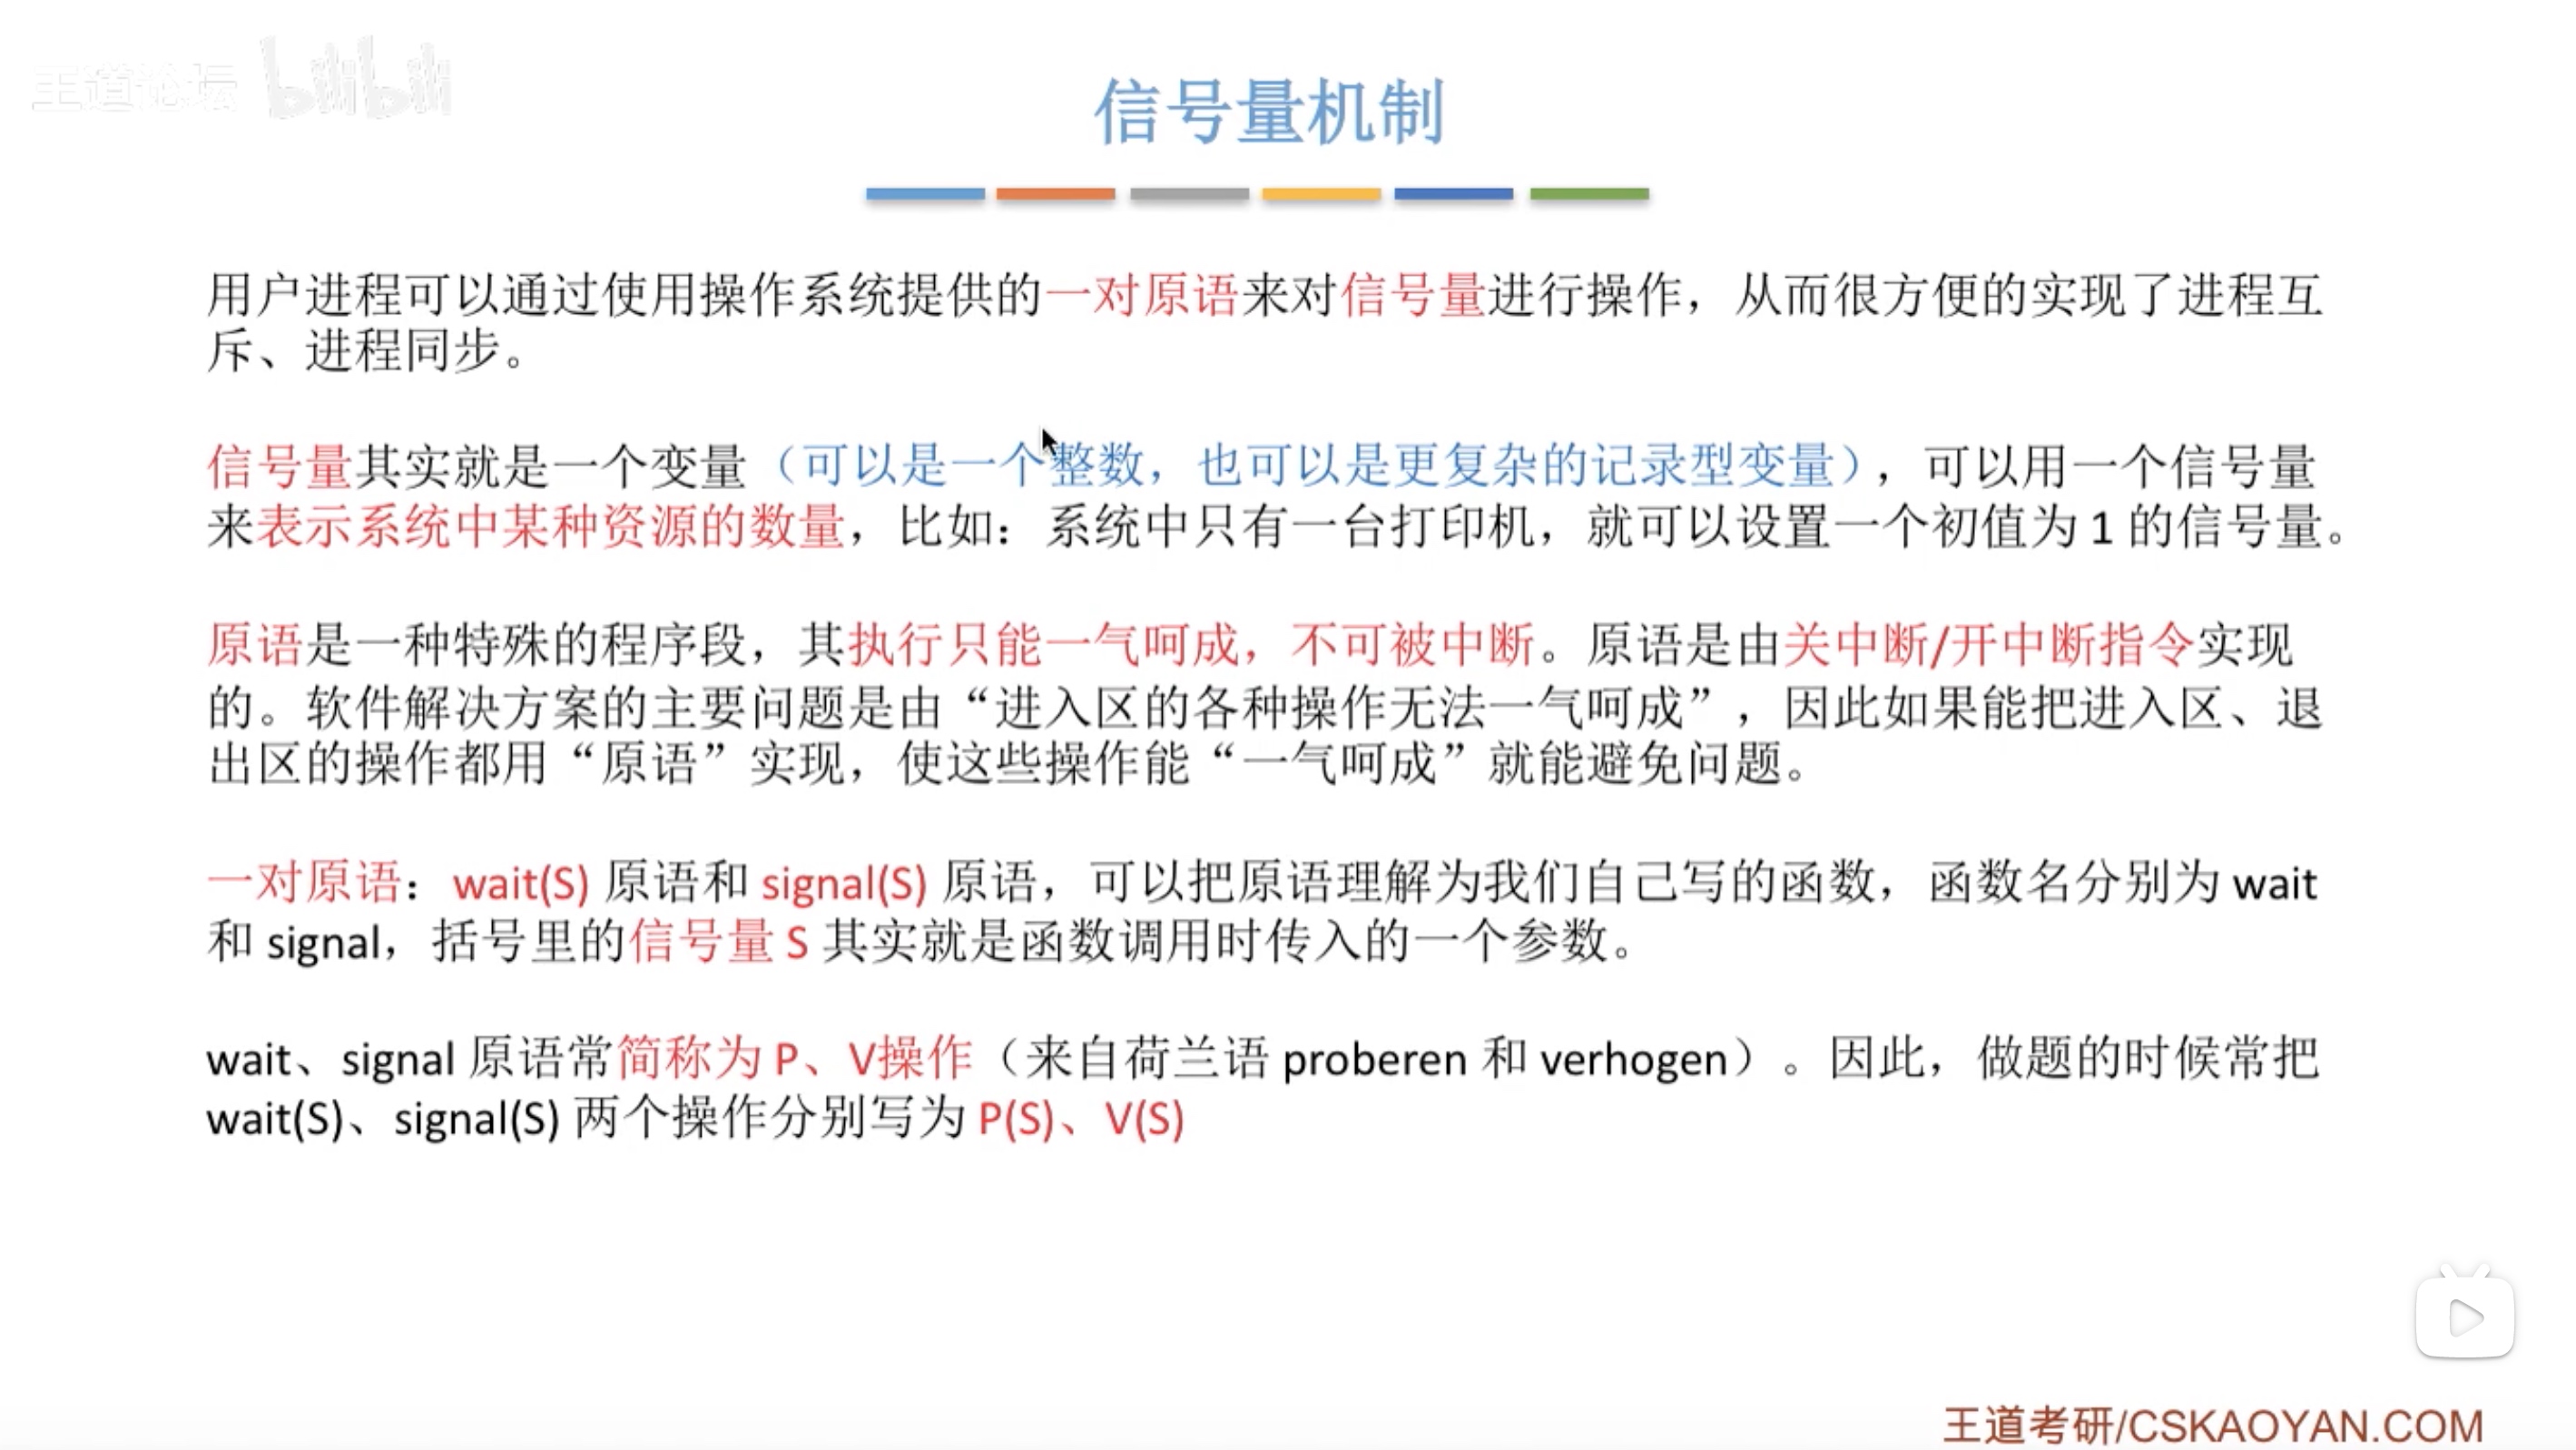 王道论坛 bilibili
信号量机制
用户进程可以通过使用操作系统提供的一对原语来对信号量进行操作，从而很方便的实现了进程互
斥、进程同步。
信号量其实就是一个变量（可以是一个整数，也可以是更复杂的记录型变量），可以用一个信号量
来表示系统中某种资源的数量，比如：系统中只有一台打印机，就可以设置一个初值为 1 的信号量。
原语是一种特殊的程序段，其执行只能一气呵成，不可被中断。原语是由关中断/开中断指令实现
的。软件解决方案的主要问题是由“进入区的各种操作无法一气呵成”，因此如果能把进入区、退
出区的操作都用“原语”实现，使这些操作能“一气呵成”就能避免问题。
一对原语：wait(S) 原语和 signal(S) 原语，可以把原语理解为我们自己写的函数，函数名分别为 wait
和 signal，括号里的信号量 S 其实就是函数调用时传入的一个参数。
wait、signal 原语常简称为 P、V操作（来自荷兰语 proberen 和 verhogen）。因此，做题的时候常把
wait(S)、signal(S) 两个操作分别写为 P(S)、V(S)
王道考研/CSKAOYAN.COM